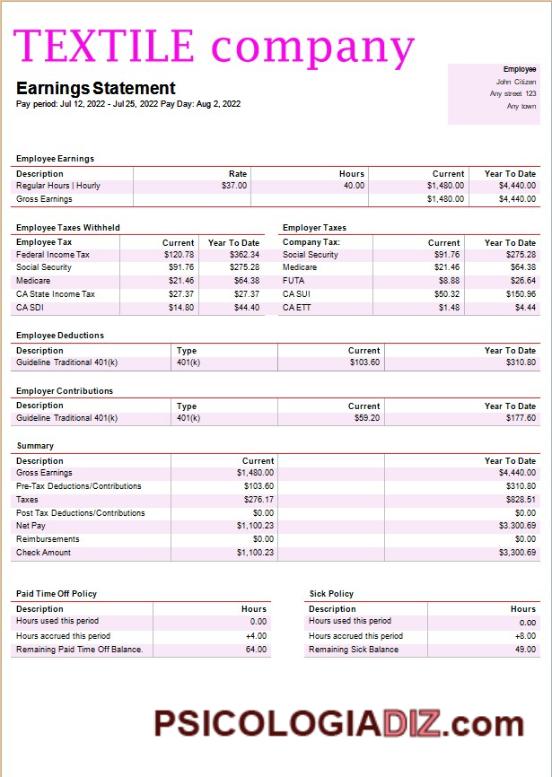 TEXTILE company
Earnings Statement
Pay period: Jul 12, 2022 - Jul 25, 2022 Pay Day: Aug 2, 2022
Employee
John Citizen
Any street 123
Any town
Employee Earnings
Description Rate Hours Current Year To Date
Regular Hours | Hourly $37.00 40.00 $1,480.00 $4,440.00
Gross Earnings $1,480.00 $4,440.00
Employee Taxes Withheld
Employee Tax Current Year To Date
Federal Income Tax $120.78 $362.34
Social Security $91.76 $275.28
Medicare $21.46 $64.38
CA State Income Tax $27.37 $27.37
CA SDI $14.80 $44.40
Employer Taxes
Company Tax: Current Year To Date
Social Security $91.76 $275.28
Medicare $21.46 $64.38
FUTA $8.88 $26.64
CA SUI $50.32 $150.96
CA ETT $1.48 $4.44
Employee Deductions
Description Type Current Year To Date
Guideline Traditional 401(k) 401(k) $103.60 $310.80
Employer Contributions
Description Type Current Year To Date
Guideline Traditional 401(k) 401(k) $59.20 $177.60
Summary
Description Current Year To Date
Gross Earnings $1,480.00 $4,440.00
Pre-Tax Deductions/Contributions $103.60 $310.80
Taxes $276.17 $828.51
Post Tax Deductions/Contributions $0.00 $0.00
Net Pay $1,100.23 $3.300.69
Reimbursements $0.00 $0.00
Check Amount $1,100.23 $3,300.69
Paid Time Off Policy
Description Hours
Hours used this period 0.00
Hours accrued this period +4.00
Remaining Paid Time Off Balance. 64.00
Sick Policy
Description Hours
Hours used this period 0.00
Hours accrued this period +8.00
Remaining Sick Balance 49.00
PSICOLOGIADIZ.com